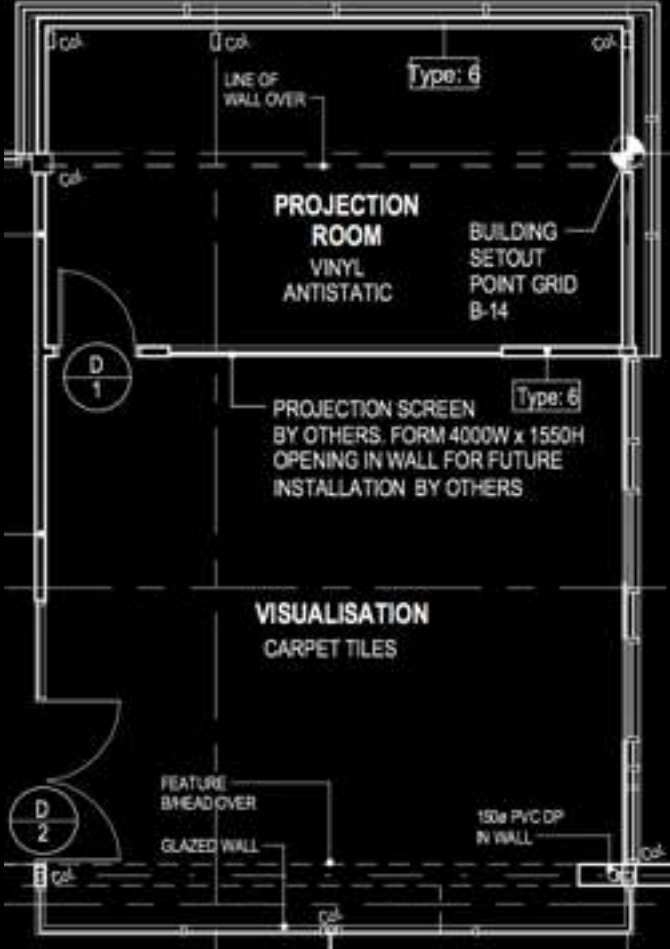 Col.
Col.
Col.
Type: 6
LINE OF
WALL OVER
Col.
PROJECTION
ROOM
VINYL
ANTISTATIC
BUILDING
SETOUT
POINT GRID
B-14
D
1
Type: 6
PROJECTION SCREEN
BY OTHERS. FORM 4000W x 1550H
OPENING IN WALL FOR FUTURE
INSTALLATION BY OTHERS
VISUALISATION
CARPET TILES
D
2
FEATURE
B/HEAD OVER
GLAZED WALL
150ø PVC DP
IN WALL
Col.
Col.
Col.